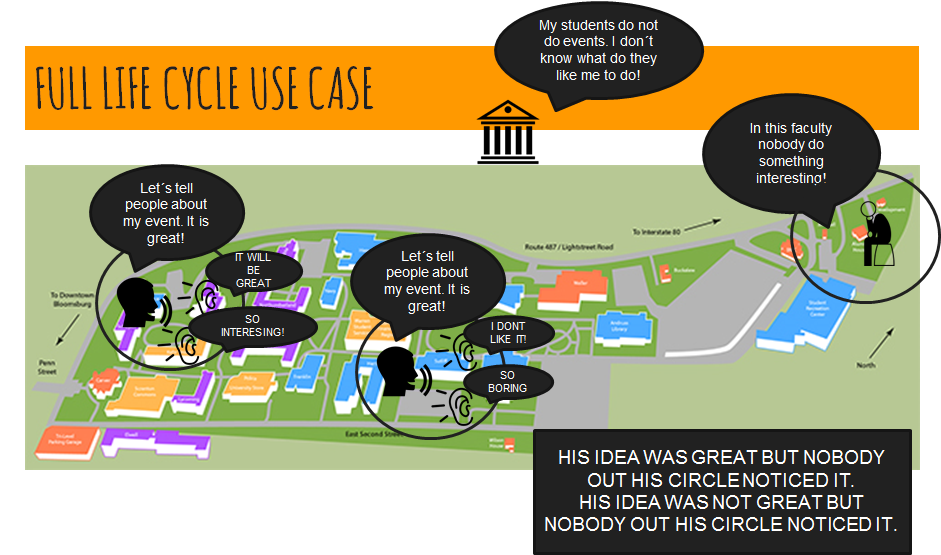 My students do not
do events. I don´t
know what do they
like me to do!
FULL LIFE CYCLE USE CASE
In this faculty
nobody do
something
interesting!
Let´s tell
people about
my event. It is
great!
IT WILL
BE
GREAT
SO
INTERESING!
Let´s tell
people about
my event. It is
great!
I DONT
LIKE IT!
SO
BORING
To Interstate 80
Route 487 / Lightstreet Road
To Downtown
Bloomsburg
Penn
Street
Student
Recreation
Center
Andruss
Library
North
East Second Street
HIS IDEA WAS GREAT BUT NOBODY
OUT HIS CIRCLE NOTICED IT.
HIS IDEA WAS NOT GREAT BUT
NOBODY OUT HIS CIRCLE NOTICED IT.